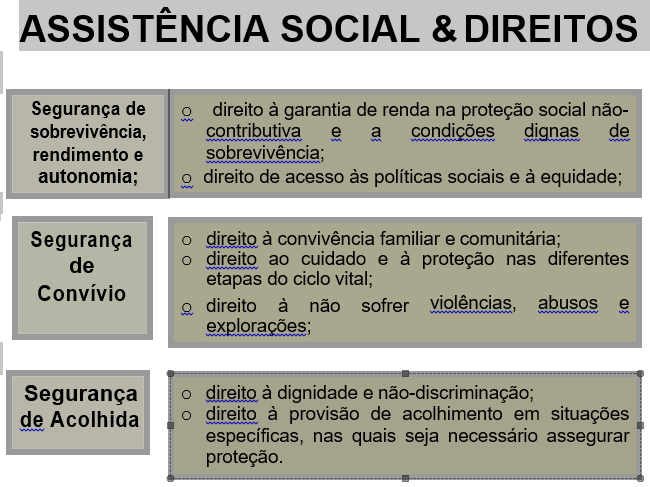 ASSISTÊNCIA SOCIAL & DIREITOS
Segurança de
sobrevivência,
rendimento e
autonomia;
o direito à garantia de renda na proteção social não-
contributiva e a condições dignas de
sobrevivência;
o direito de acesso às políticas sociais e à equidade;
Segurança
de
Convívio
o direito à convivência familiar e comunitária;
o direito ao cuidado e à proteção nas diferentes
etapas do ciclo vital;
o direito à não sofrer violências, abusos e
explorações;
Segurança
de Acolhida
o direito à dignidade e não-discriminação;
o direito à provisão de acolhimento em situações
específicas, nas quais seja necessário assegurar
proteção.